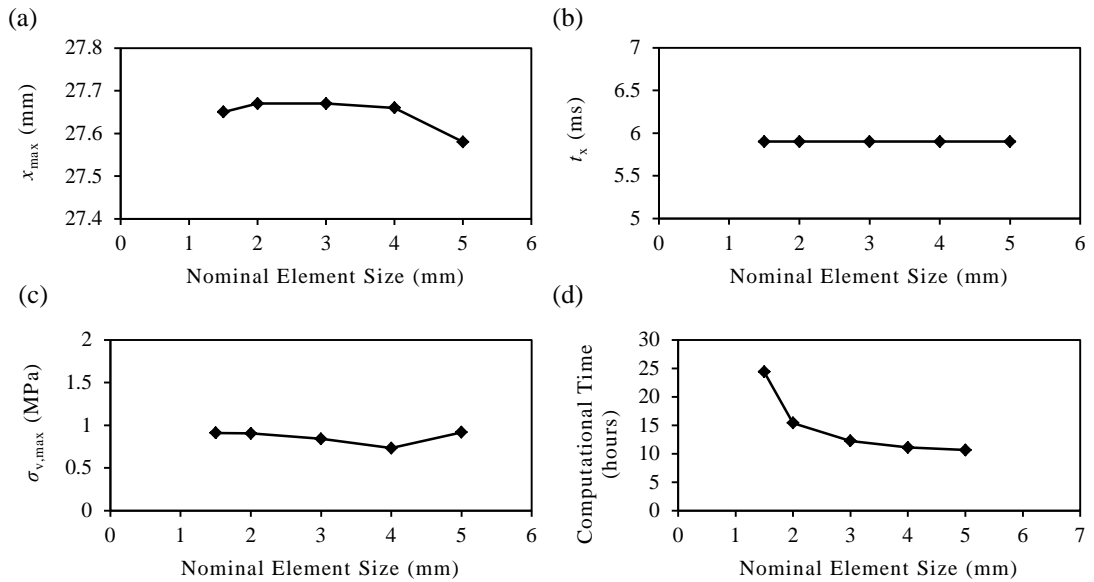 (a)
27.8
27.7
27.6
27.5
27.4
x_max (mm)
0 1 2 3 4 5 6
Nominal Element Size (mm)
(b)
7
6.5
6
5.5
5
t_x (ms)
0 1 2 3 4 5 6
Nominal Element Size (mm)
(c)
2
1.5
1
0.5
0
σ_v,max (MPa)
0 1 2 3 4 5 6
Nominal Element Size (mm)
(d)
30
25
20
15
10
5
0
Computational Time
(hours)
0 1 2 3 4 5 6 7
Nominal Element Size (mm)